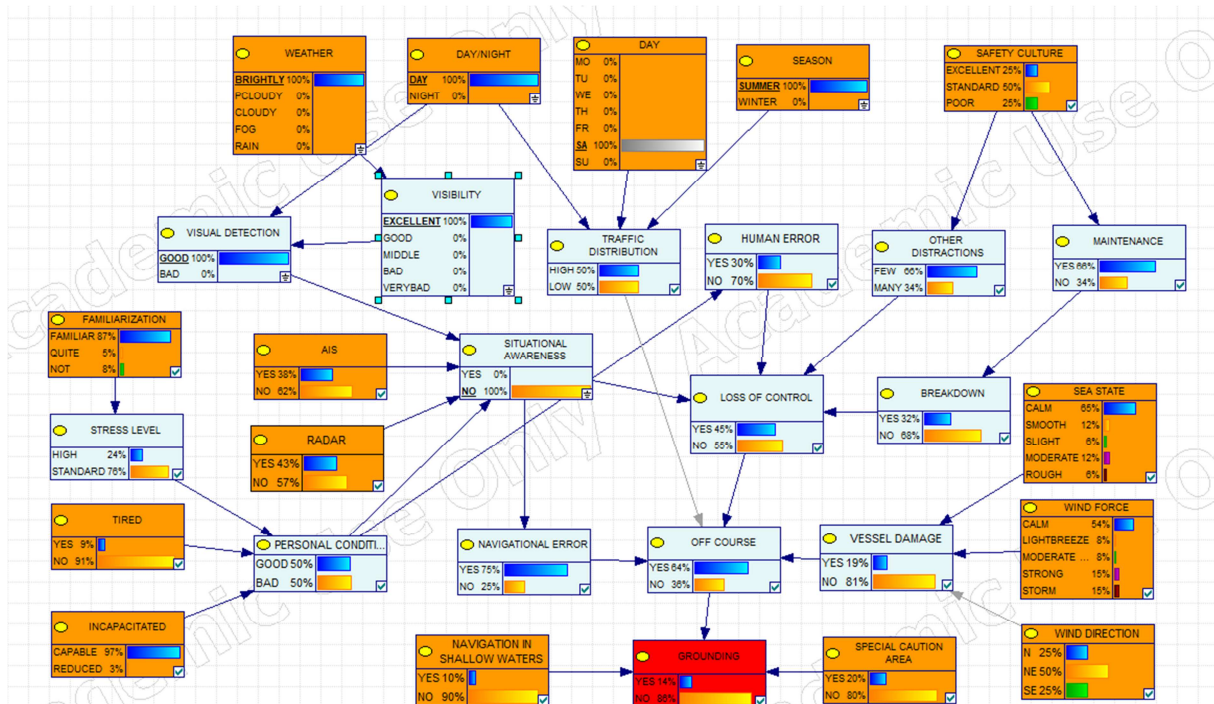 WEATHER
BRIGHTLY 100%
PCLOUDY 0%
CLOUDY 0%
FOG 0%
RAIN 0%
DAY/NIGHT
DAY 100%
NIGHT 0%
DAY
MO 0%
TU 0%
WE 0%
TH 0%
FR 0%
SA 100%
SU 0%
SEASON
SUMMER 100%
WINTER 0%
SAFETY CULTURE
EXCELLENT 25%
STANDARD 50%
POOR 25%
VISUAL DETECTION
GOOD 100%
BAD 0%
VISIBILITY
EXCELLENT 100%
GOOD 0%
MIDDLE 0%
BAD 0%
VERYBAD 0%
TRAFFIC
DISTRIBUTION
HIGH 50%
LOW 50%
HUMAN ERROR
YES 30%
NO 70%
OTHER
DISTRACTIONS
FEW 66%
MANY 34%
MAINTENANCE
YES 66%
NO 34%
FAMILIARIZATION
FAMILIAR 87%
QUITE 5%
NOT 8%
AIS
YES 38%
NO 62%
SITUATIONAL
AWARENESS
YES 0%
NO 100%
LOSS OF CONTROL
YES 45%
NO 55%
BREAKDOWN
YES 32%
NO 68%
SEA STATE
CALM 65%
SMOOTH 12%
SLIGHT 6%
MODERATE 12%
ROUGH 6%
STRESS LEVEL
HIGH 24%
STANDARD 76%
RADAR
YES 43%
NO 57%
TIRED
YES 9%
NO 91%
PERSONAL CONDITI...
GOOD 50%
BAD 50%
NAVIGATIONAL ERROR
YES 75%
NO 25%
OFF COURSE
YES 64%
NO 36%
VESSEL DAMAGE
YES 19%
NO 81%
WIND FORCE
CALM 54%
LIGHTBREEZE 8%
MODERATE ... 8%
STRONG 15%
STORM 15%
INCAPACITATED
CAPABLE 97%
REDUCED 3%
NAVIGATION IN
SHALLOW WATERS
YES 10%
NO 90%
GROUNDING
YES 14%
NO 86%
SPECIAL CAUTION
AREA
YES 20%
NO 80%
WIND DIRECTION
N 25%
NE 50%
SE 25%
Academic Use Only